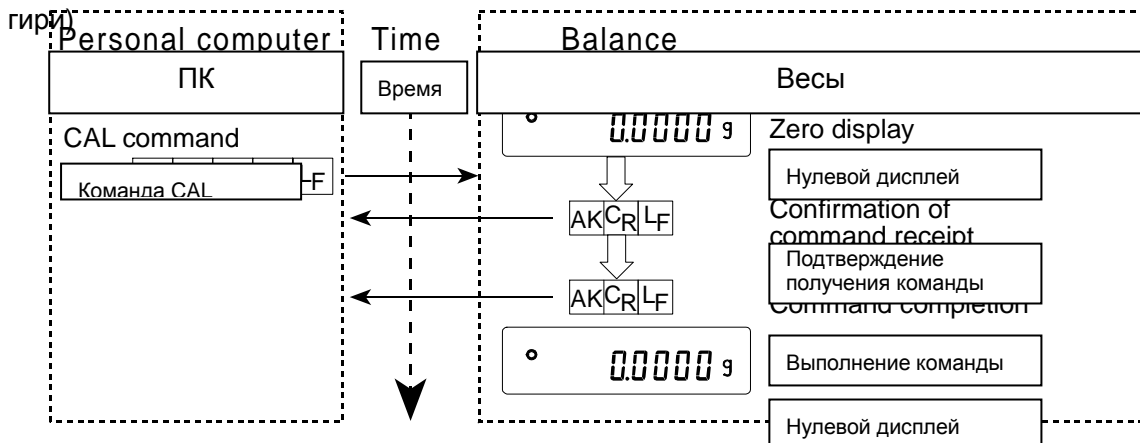 гири)
Personal computer Time Balance
ПК Время Весы
0.0000 g Zero display
CAL command
Команда CAL
Нулевой дисплей
AK CR LF Confirmation of
command receipt
Подтверждение
получения команды
AK CR LF Command completion
0.0000 g Выполнение команды
Нулевой дисплей